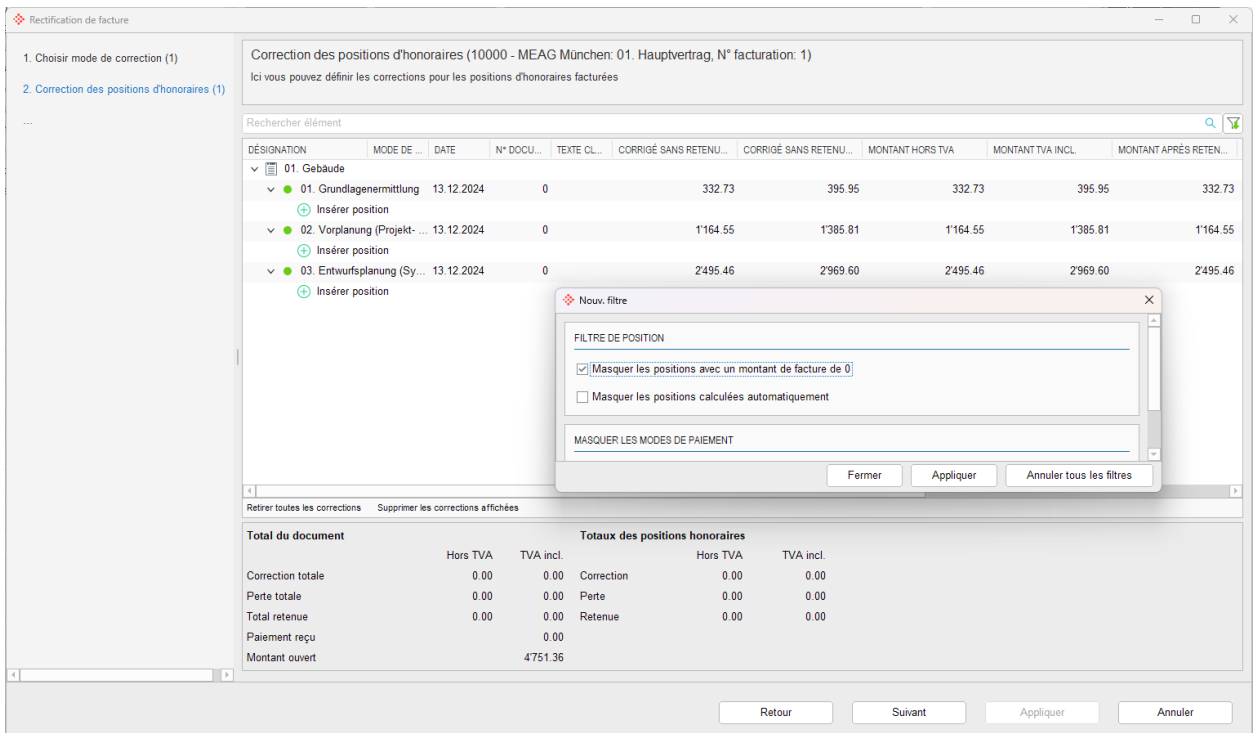 Rectification de facture
1. Choisir mode de correction (1)
2. Correction des positions d'honoraires (1)
...
Correction des positions d'honoraires (10000 - MEAG München: 01. Hauptvertrag, N° facturation: 1)
Ici vous pouvez définir les corrections pour les positions d'honoraires facturées
Rechercher élément
DÉSIGNATION MODE DE ... DATE N° DOCU... TEXTE CL... CORRIGÉ SANS RETENU... CORRIGÉ SANS RETENU... MONTANT HORS TVA MONTANT TVA INCL. MONTANT APRÈS RETEN...
01. Gebäude
01. Grundlagenermittlung 13.12.2024 0 332.73 395.95 332.73 395.95 332.73
Insérer position
02. Vorplanung (Projekt- ... 13.12.2024 0 1'164.55 1'385.81 1'164.55 1'385.81 1'164.55
Insérer position
03. Entwurfsplanung (Sy... 13.12.2024 0 2'495.46 2'969.60 2'495.46 2'969.60 2'495.46
Insérer position
Nouv. filtre
FILTRE DE POSITION
Masquer les positions avec un montant de facture de 0
Masquer les positions calculées automatiquement
MASQUER LES MODES DE PAIEMENT
Fermer Appliquer Annuler tous les filtres
Retirer toutes les corrections Supprimer les corrections affichées
Total du document Totaux des positions honoraires
Hors TVA TVA incl. Hors TVA TVA incl.
Correction totale 0.00 0.00 Correction 0.00 0.00
Perte totale 0.00 0.00 Perte 0.00 0.00
Total retenue 0.00 0.00 Retenue 0.00 0.00
Paiement reçu 0.00
Montant ouvert 4'751.36
Retour Suivant Appliquer Annuler